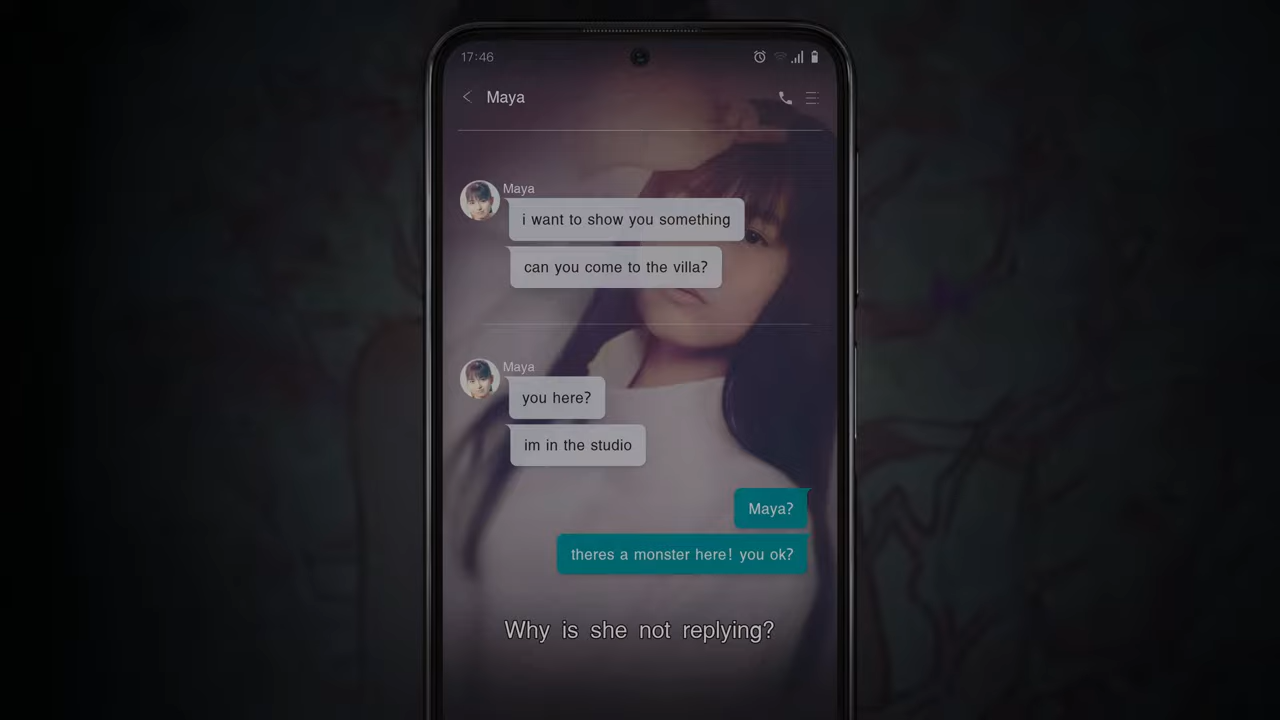 17:46
Maya
Maya
i want to show you something
can you come to the villa?
Maya
you here?
im in the studio
Maya?
theres a monster here! you ok?
Why is she not replying?